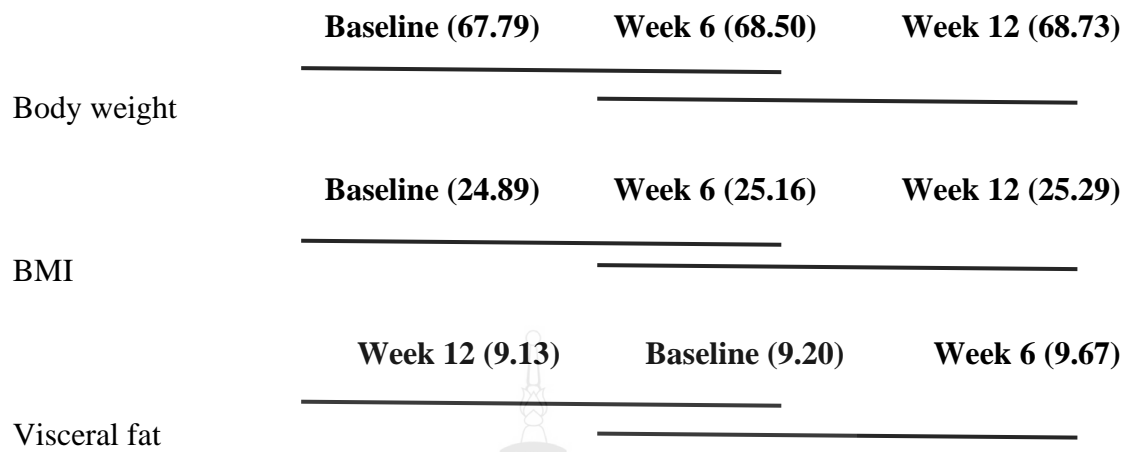 Baseline (67.79) Week 6 (68.50) Week 12 (68.73)
Body weight
Baseline (24.89) Week 6 (25.16) Week 12 (25.29)
BMI
Week 12 (9.13) Baseline (9.20) Week 6 (9.67)
Visceral fat